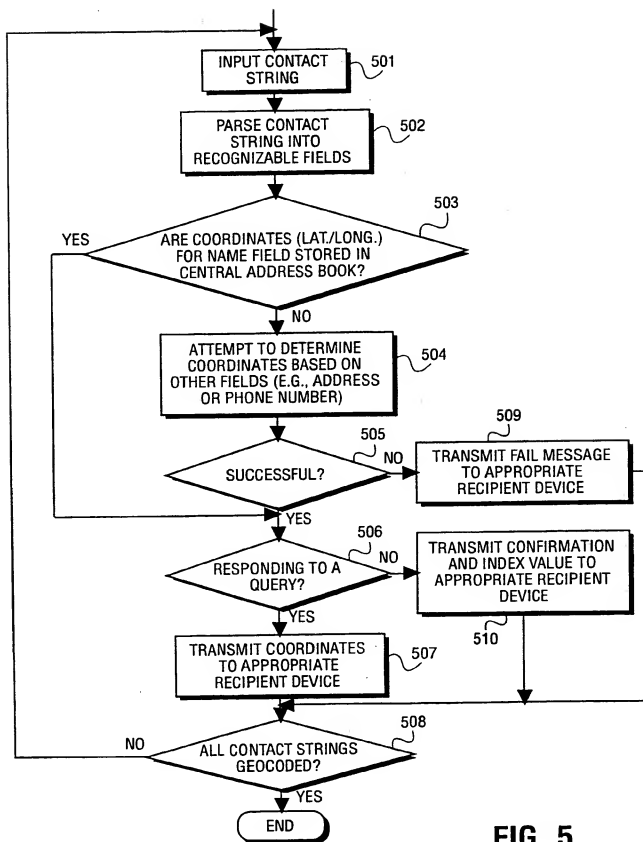 INPUT CONTACT
STRING
501
PARSE CONTACT
STRING INTO
RECOGNIZABLE FIELDS
502
YES
ARE COORDINATES (LAT./LONG.)
FOR NAME FIELD STORED IN
CENTRAL ADDRESS BOOK?
503
NO
ATTEMPT TO DETERMINE
COORDINATES BASED ON
OTHER FIELDS (E.G., ADDRESS
OR PHONE NUMBER)
504
SUCCESSFUL?
505
NO
509
TRANSMIT FAIL MESSAGE
TO APPROPRIATE
RECIPIENT DEVICE
YES
RESPONDING TO A
QUERY?
506
NO
TRANSMIT CONFIRMATION
AND INDEX VALUE TO
APPROPRIATE RECIPIENT
DEVICE
510
YES
TRANSMIT COORDINATES
TO APPROPRIATE
RECIPIENT DEVICE
507
NO
ALL CONTACT STRINGS
GEOCODED?
508
YES
END
FIG. 5